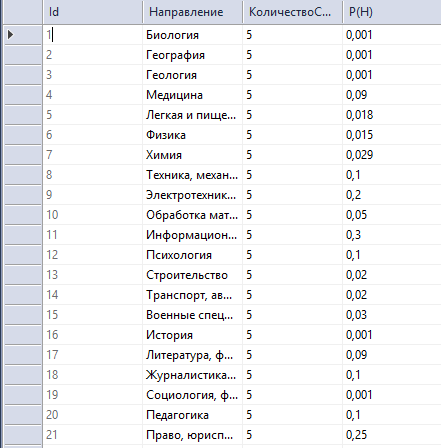 Id Направление КоличествоС... P(H)
1 Биология 5 0,001
2 География 5 0,001
3 Геология 5 0,001
4 Медицина 5 0,09
5 Легкая и пище... 5 0,018
6 Физика 5 0,015
7 Химия 5 0,029
8 Техника, механ... 5 0,1
9 Электротехник... 5 0,2
10 Обработка мат... 5 0,05
11 Информацион... 5 0,3
12 Психология 5 0,1
13 Строительство 5 0,02
14 Транспорт, ав... 5 0,02
15 Военные спец... 5 0,03
16 История 5 0,001
17 Литература, ф... 5 0,09
18 Журналистика... 5 0,1
19 Социология, ф... 5 0,001
20 Педагогика 5 0,1
21 Право, юрисп... 5 0,25